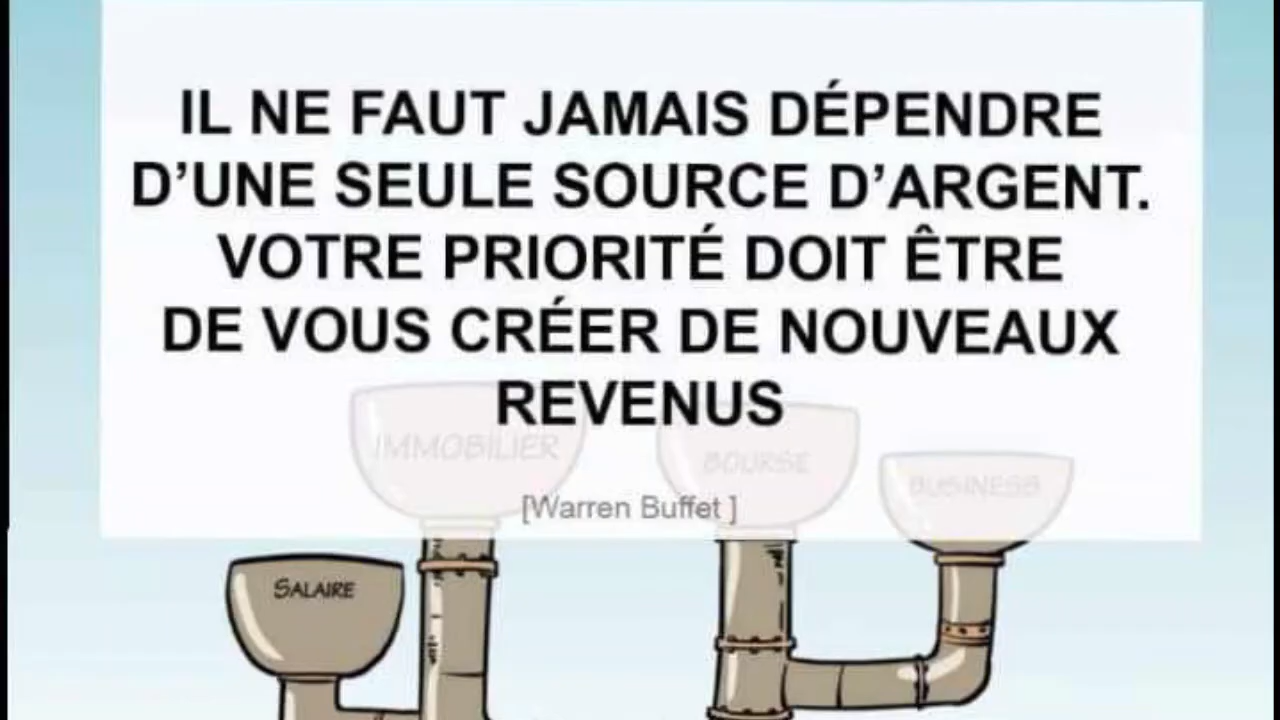 IL NE FAUT JAMAIS DÉPENDRE
D’UNE SEULE SOURCE D’ARGENT.
VOTRE PRIORITÉ DOIT ÊTRE
DE VOUS CRÉER DE NOUVEAUX
REVENUS
IMMOBILIER
BOURSE
BUSINESS
[Warren Buffet ]
SALAIRE